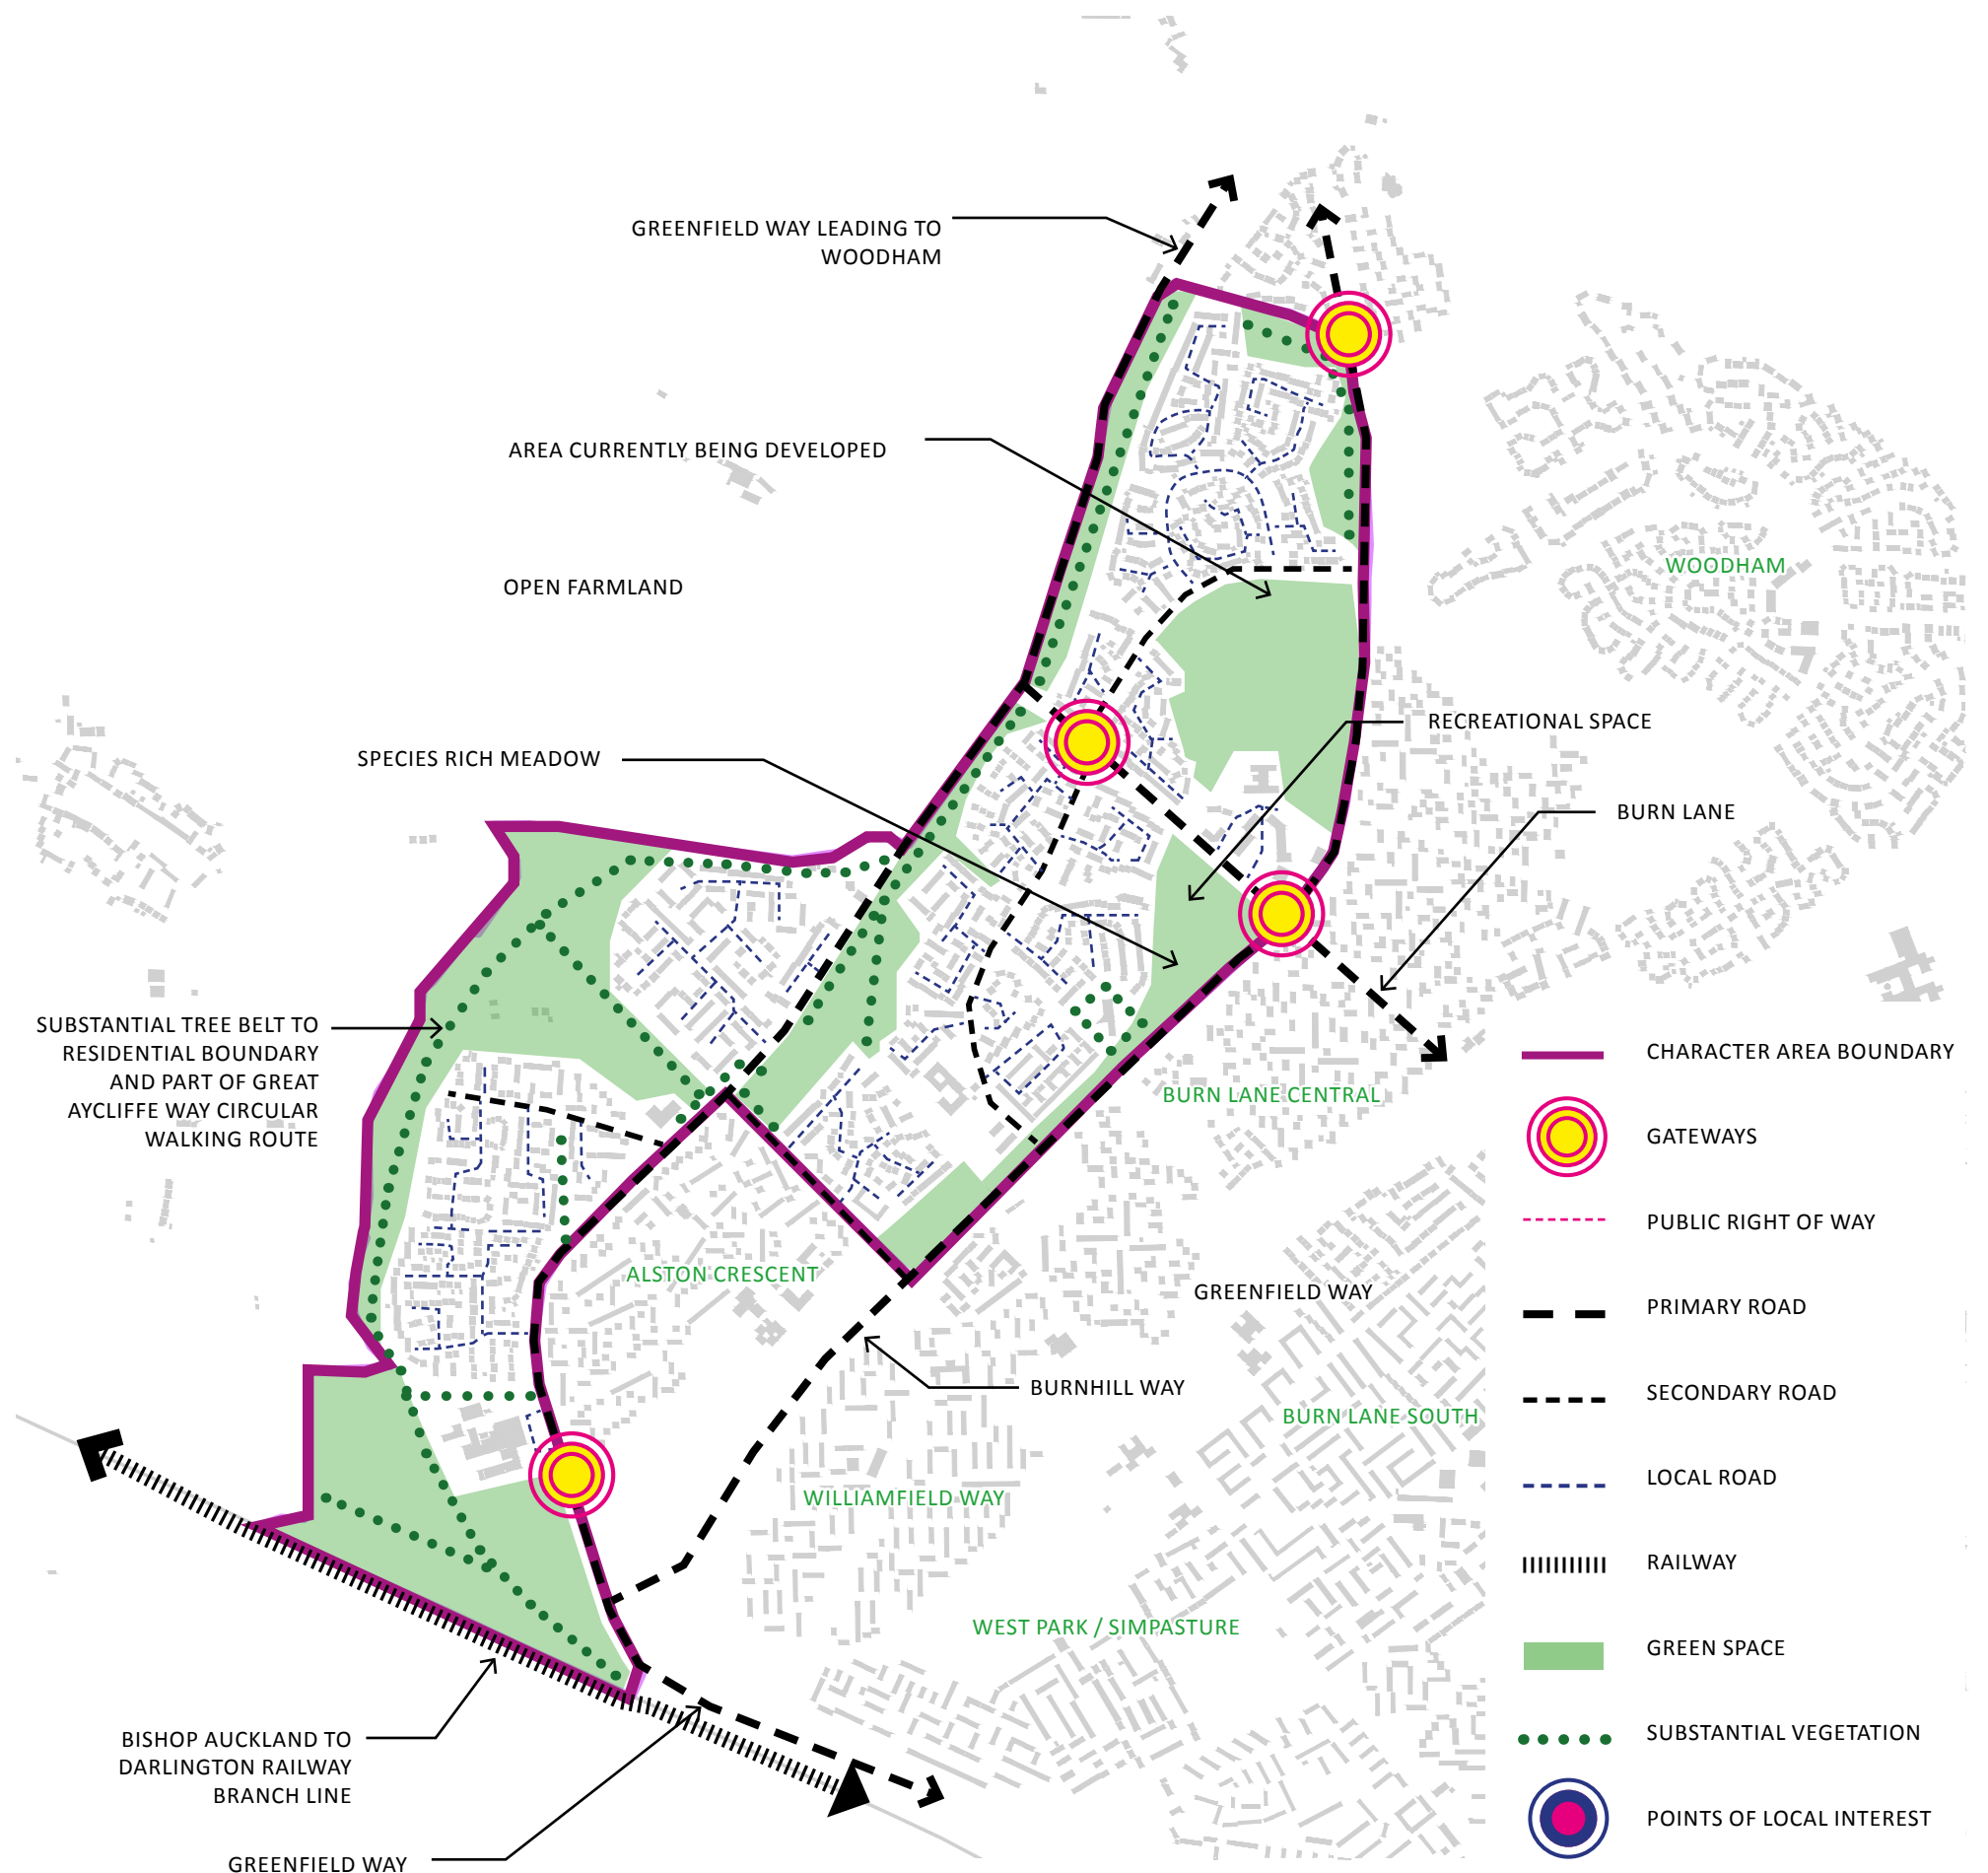 GREENFIELD WAY LEADING TO
WOODHAM
AREA CURRENTLY BEING DEVELOPED
WOODHAM
OPEN FARMLAND
RECREATIONAL SPACE
SPECIES RICH MEADOW
BURN LANE
SUBSTANTIAL TREE BELT TO
RESIDENTIAL BOUNDARY
AND PART OF GREAT
AYCLIFFE WAY CIRCULAR
WALKING ROUTE
BURN LANE CENTRAL
ALSTON CRESCENT
GREENFIELD WAY
BURNHILL WAY
BURN LANE SOUTH
WILLIAMFIELD WAY
WEST PARK / SIMPASTURE
BISHOP AUCKLAND TO
DARLINGTON RAILWAY
BRANCH LINE
GREENFIELD WAY
CHARACTER AREA BOUNDARY
GATEWAYS
PUBLIC RIGHT OF WAY
PRIMARY ROAD
SECONDARY ROAD
LOCAL ROAD
RAILWAY
GREEN SPACE
SUBSTANTIAL VEGETATION
POINTS OF LOCAL INTEREST